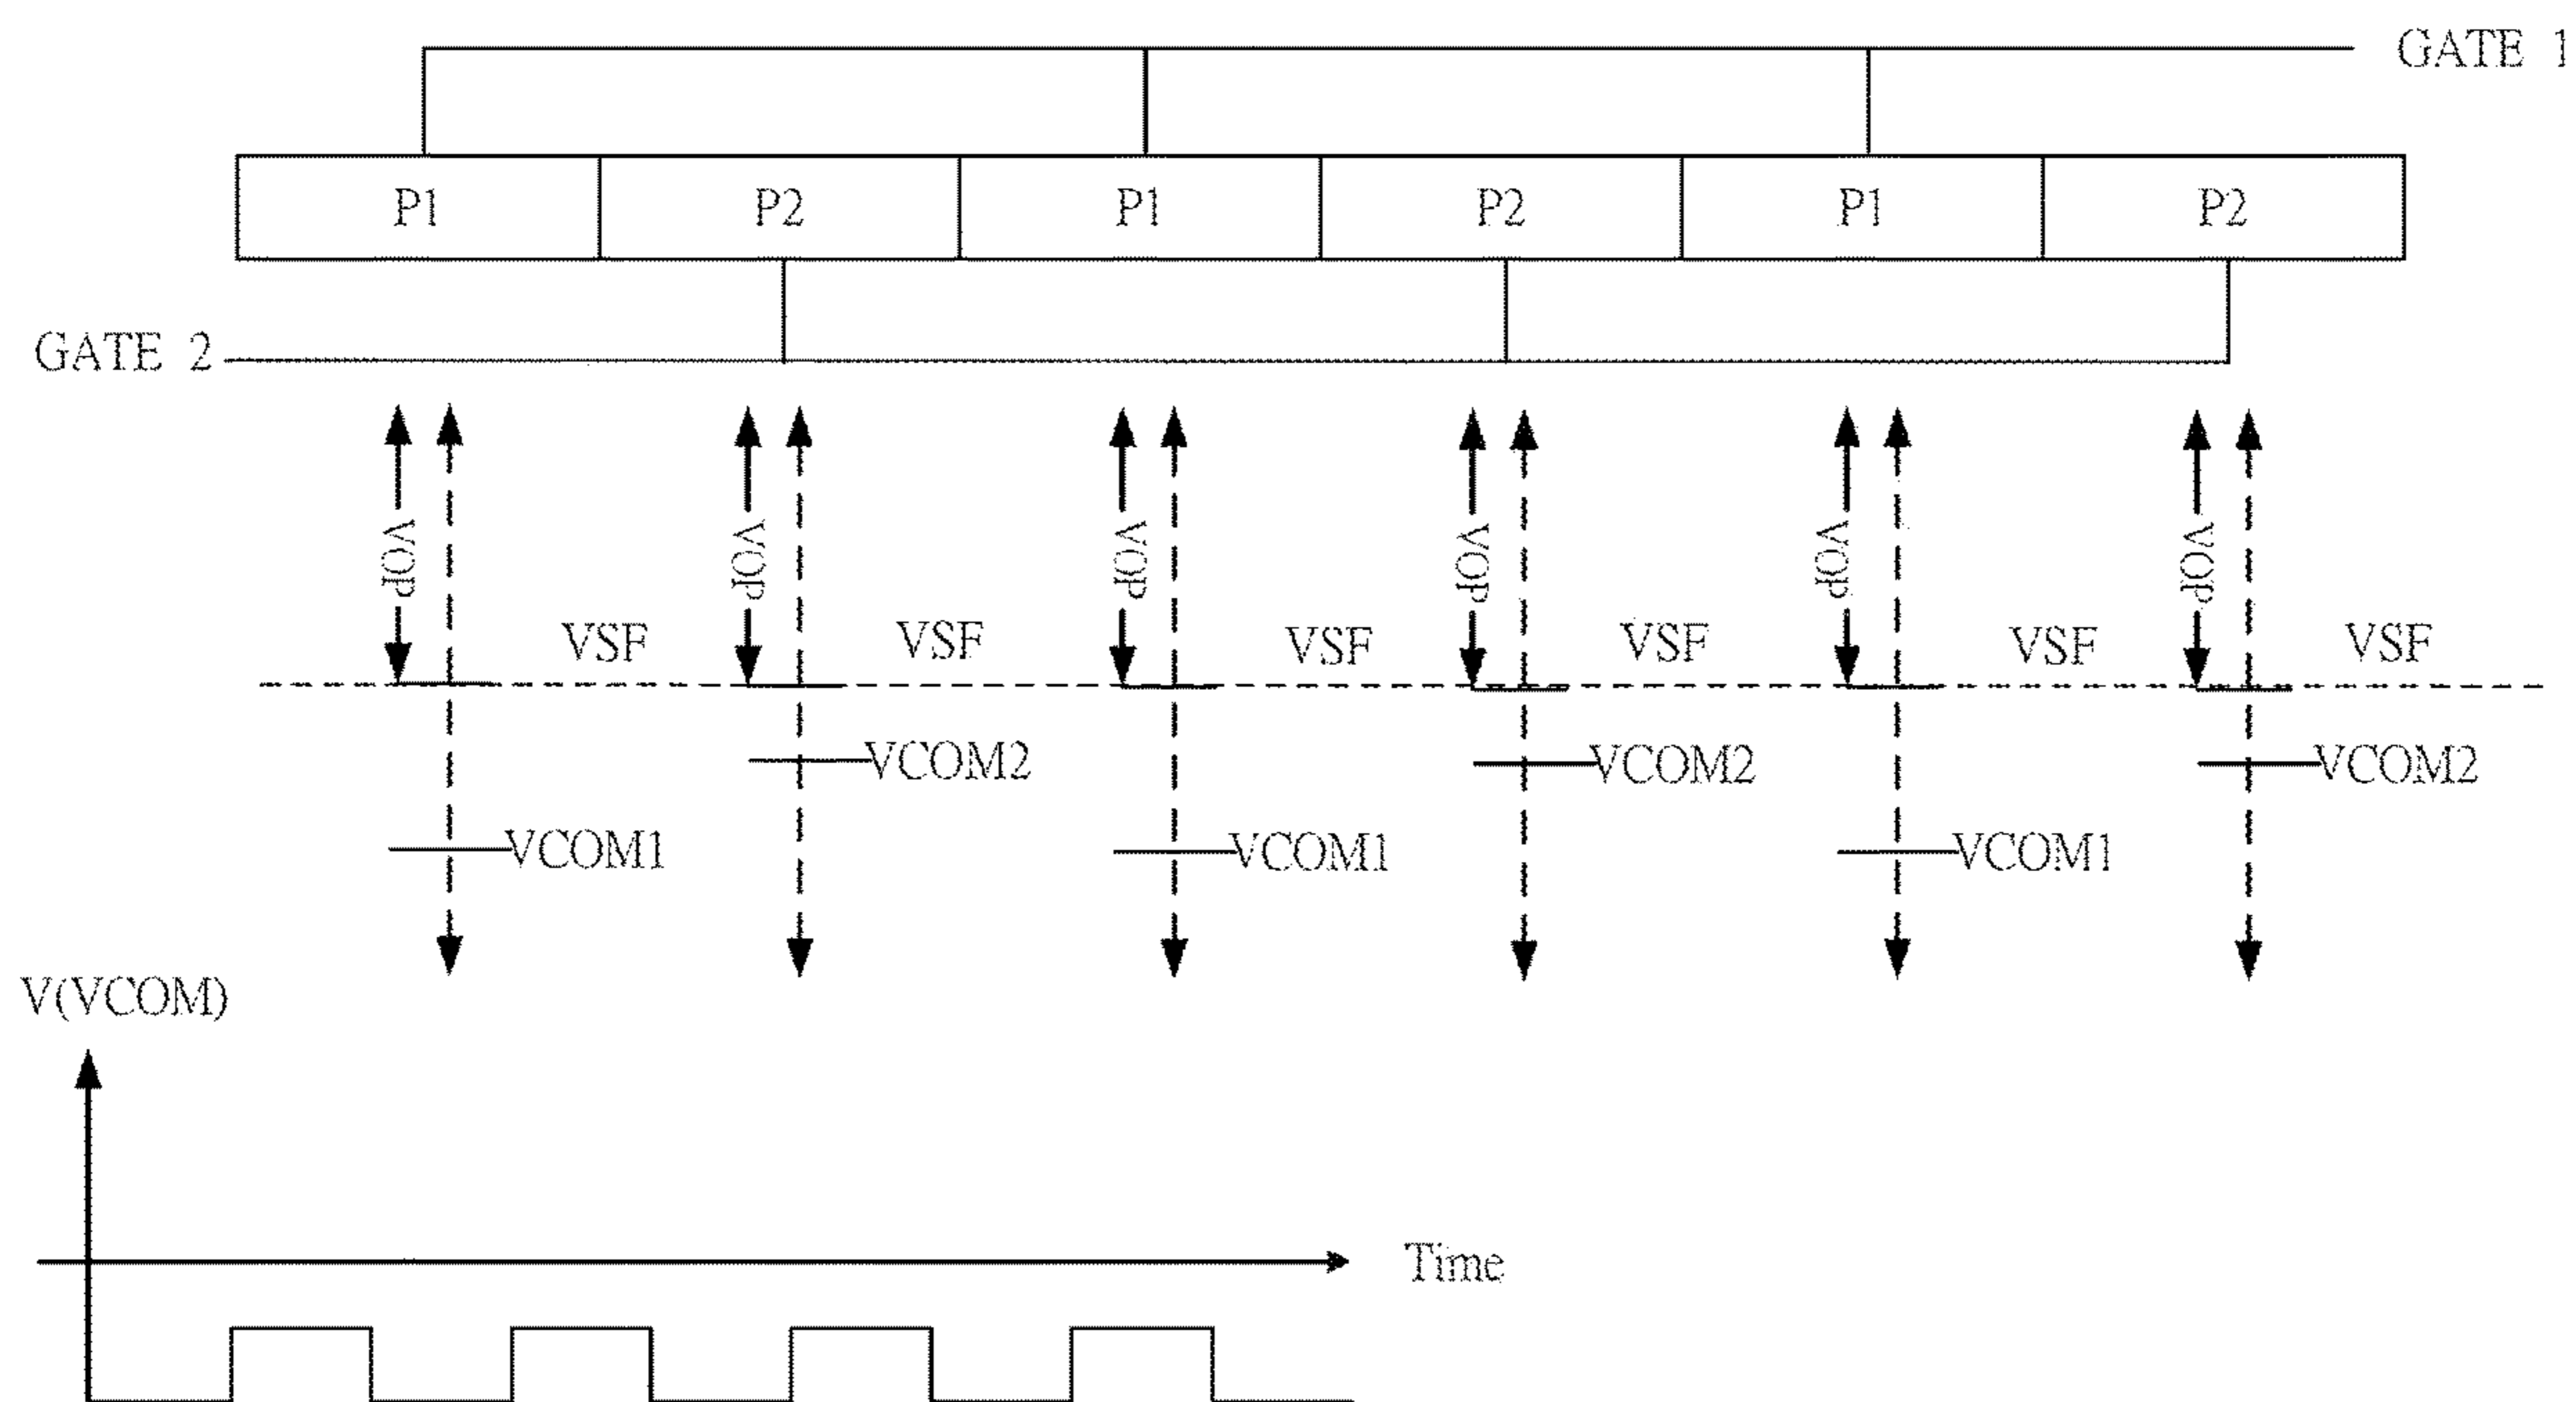 GATE 1
P1 P2 P1 P2 P1 P2
GATE 2
VOP VOP VOP VOP VOP VOP
VSF VSF VSF VSF VSF VSF
VCOM2 VCOM2 VCOM2
VCOM1 VCOM1 VCOM1
V(VCOM)
Time